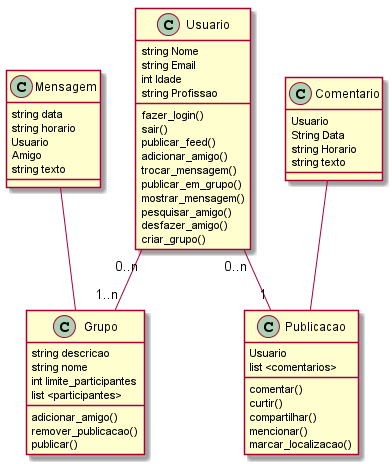 C Usuario
string Nome
string Email
int Idade
string Profissao
fazer_login()
sair()
publicar_feed()
adicionar_amigo()
trocar_mensagem()
publicar_em_grupo()
mostrar_mensagem()
pesquisar_amigo()
desfazer_amigo()
criar_grupo()
C Mensagem
string data
string horario
Usuario
Amigo
string texto
C Comentario
Usuario
String Data
string Horario
string texto
0..n
1..n
0..n
1
C Grupo
string descricao
string nome
int limite_participantes
list <participantes>
adicionar_amigo()
remover_publicacao()
publicar()
C Publicacao
Usuario
list <comentarios>
comentar()
curtir()
compartilhar()
mencionar()
marcar_localizacao()